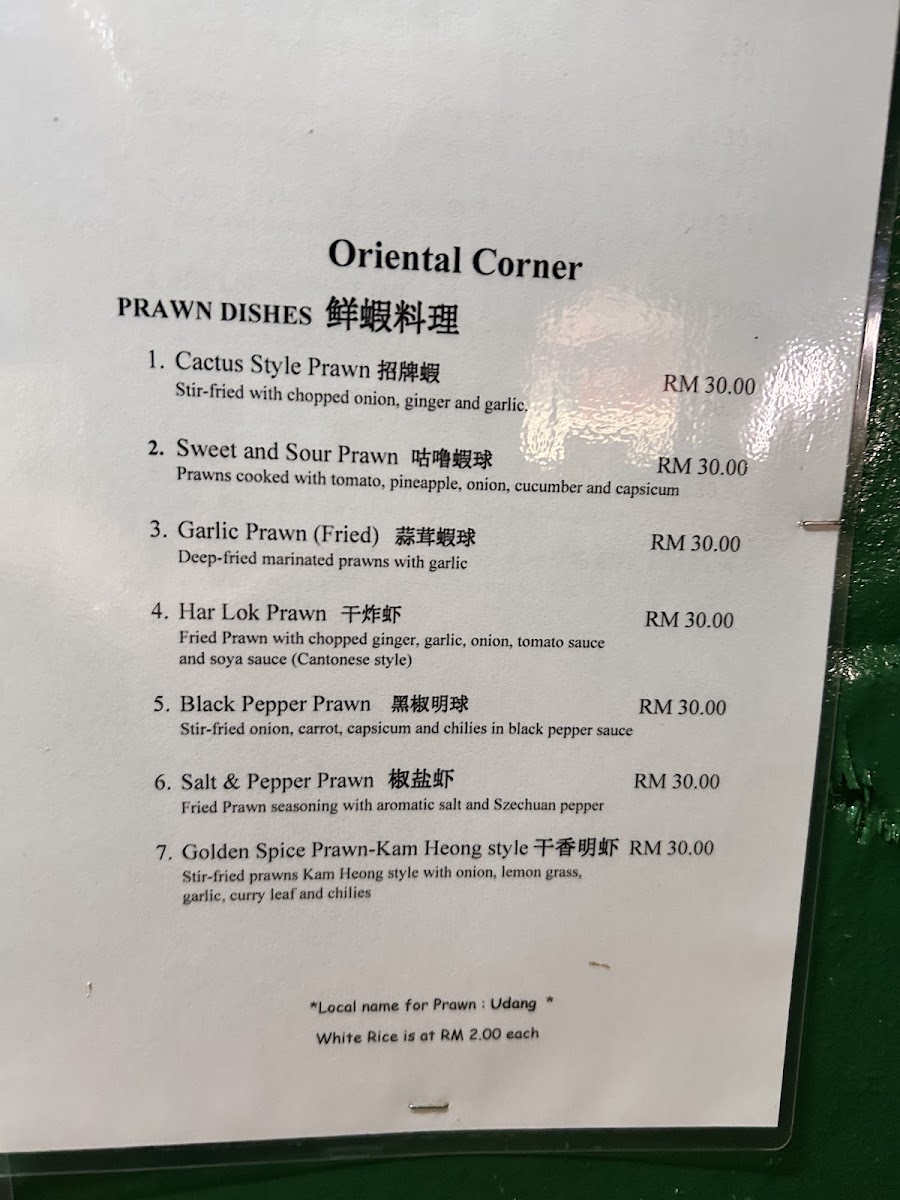 Oriental Corner
PRAWN DISHES 鲜蝦料理
1. Cactus Style Prawn 招牌蝦 RM 30.00
Stir-fried with chopped onion, ginger and garlic.
2. Sweet and Sour Prawn 咕嚕蝦球 RM 30.00
Prawns cooked with tomato, pineapple, onion, cucumber and capsicum
3. Garlic Prawn (Fried) 蒜茸蝦球 RM 30.00
Deep-fried marinated prawns with garlic
4. Har Lok Prawn 干炸虾 RM 30.00
Fried Prawn with chopped ginger, garlic, onion, tomato sauce
and soya sauce (Cantonese style)
5. Black Pepper Prawn 黑椒明球 RM 30.00
Stir-fried onion, carrot, capsicum and chilies in black pepper sauce
6. Salt & Pepper Prawn 椒盐虾 RM 30.00
Fried Prawn seasoning with aromatic salt and Szechuan pepper
7. Golden Spice Prawn-Kam Heong style 干香明虾 RM 30.00
Stir-fried prawns Kam Heong style with onion, lemon grass,
garlic, curry leaf and chilies
*Local name for Prawn : Udang *
White Rice is at RM 2.00 each